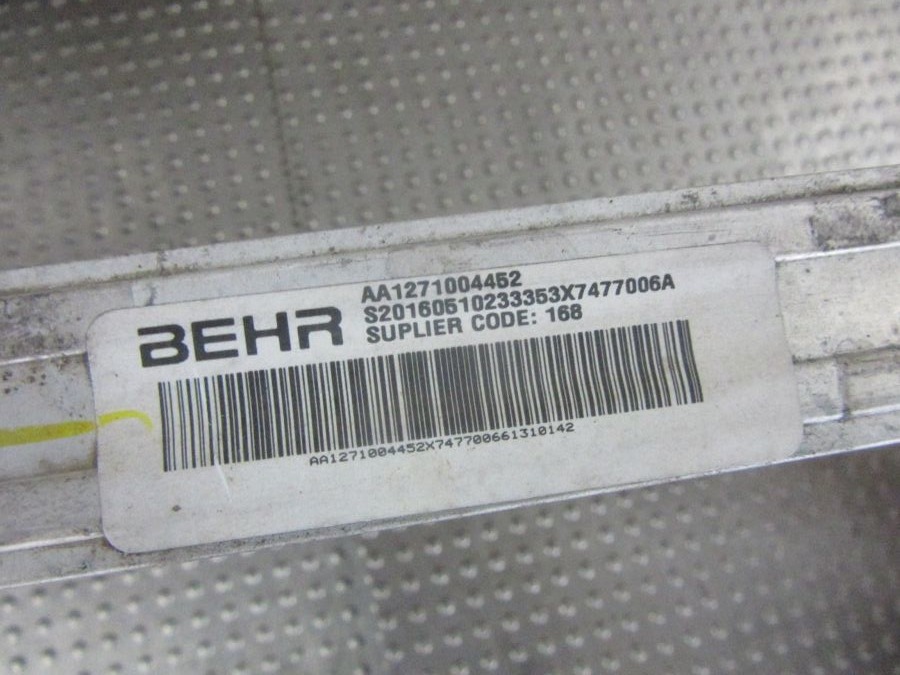 BEHR
AA1271004452
S20160510233353X7477006A
SUPLIER CODE: 168
AA1271004452X747700661310142